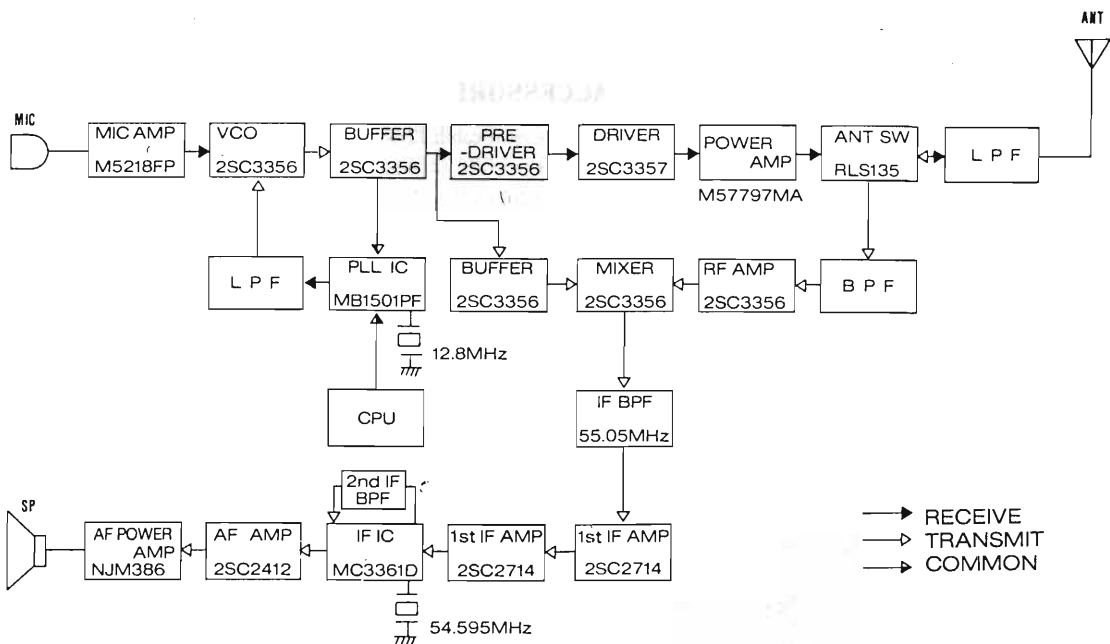 ANT
ACCESSORI
MIC
MIC AMP
M5218FP
VCO
2SC3356
BUFFER
2SC3356
PRE
-DRIVER
2SC3356
DRIVER
2SC3357
POWER
AMP
M57797MA
ANT SW
RLS135
L P F
L P F
PLL IC
MB1501PF
BUFFER
2SC3356
MIXER
2SC3356
RF AMP
2SC3356
B P F
12.8MHz
CPU
IF BPF
55.05MHz
SP
AF POWER
AMP
NJM386
AF AMP
2SC2412
2nd IF
BPF
IF IC
MC3361D
1st IF AMP
2SC2714
1st IF AMP
2SC2714
54.595MHz
RECEIVE
TRANSMIT
COMMON